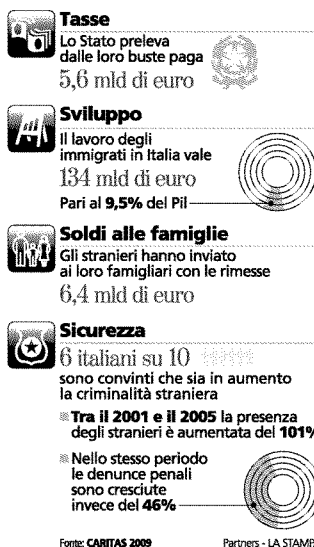 Tasse
Lo Stato preleva
dalle loro buste paga
5,6 mld di euro
Sviluppo
Il lavoro degli
immigrati in Italia vale
134 mld di euro
Pari al 9,5% del Pil
Soldi alle famiglie
Gli stranieri hanno inviato
ai loro famigliari con le rimesse
6,4 mld di euro
Sicurezza
6 italiani su 10
sono convinti che sia in aumento
la criminalità straniera
Tra il 2001 e il 2005 la presenza
degli stranieri è aumentata del 101%
Nello stesso periodo
le denunce penali
sono cresciute
invece del 46%
Fonte: CARITAS 2009
Partners - LA STAMP